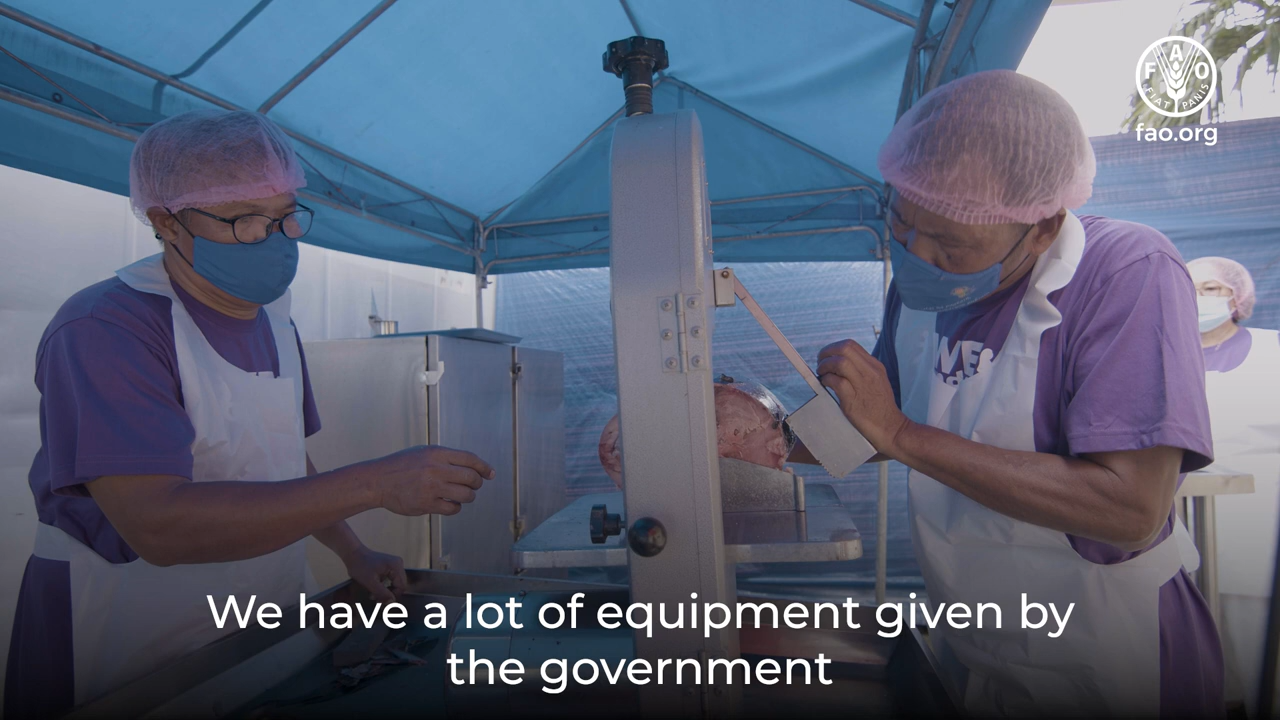 FAO
FIAT PANIS
fao.org
We have a lot of equipment given by
the government